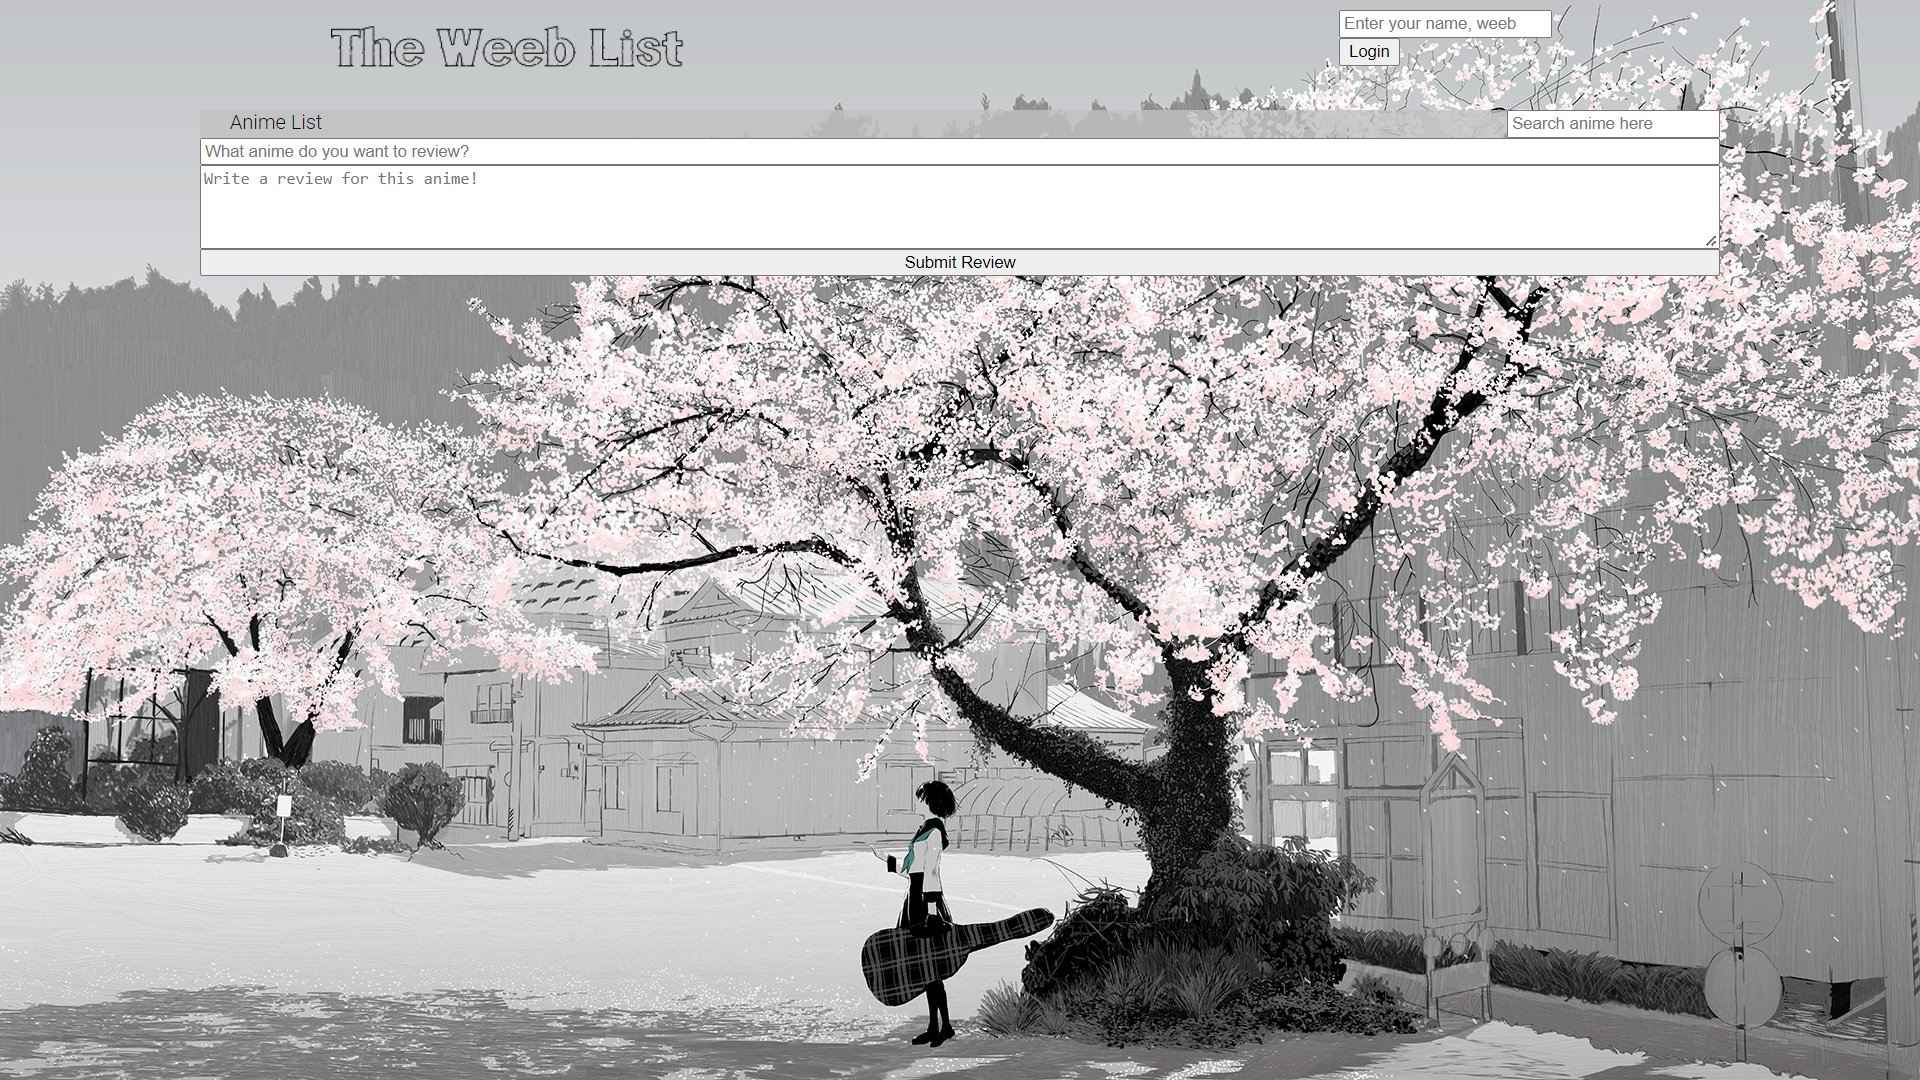 The Weeb List
Enter your name, weeb
Login
Anime List
Search anime here
What anime do you want to review?
Write a review for this anime!
Submit Review